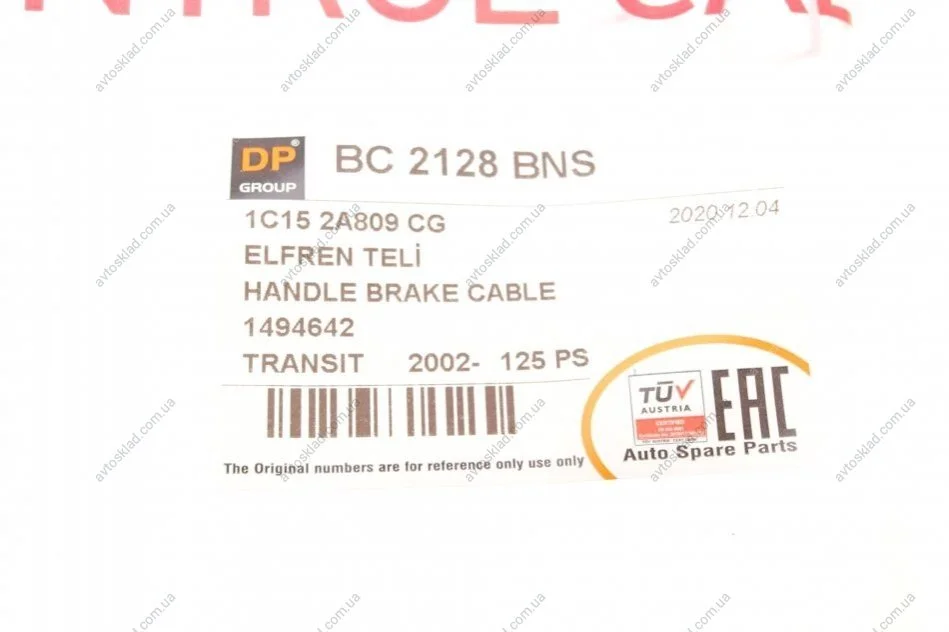 NTROL CAB
DP®
GROUP
BC 2128 BNS
1C15 2A809 CG
2020.12.04
ELFREN TELİ
HANDLE BRAKE CABLE
1494642
TRANSIT 2002- 125 PS
TÜV
AUSTRIA
EAC
Auto Spare Parts
The Original numbers are for reference only use only
avtosklad.com.ua